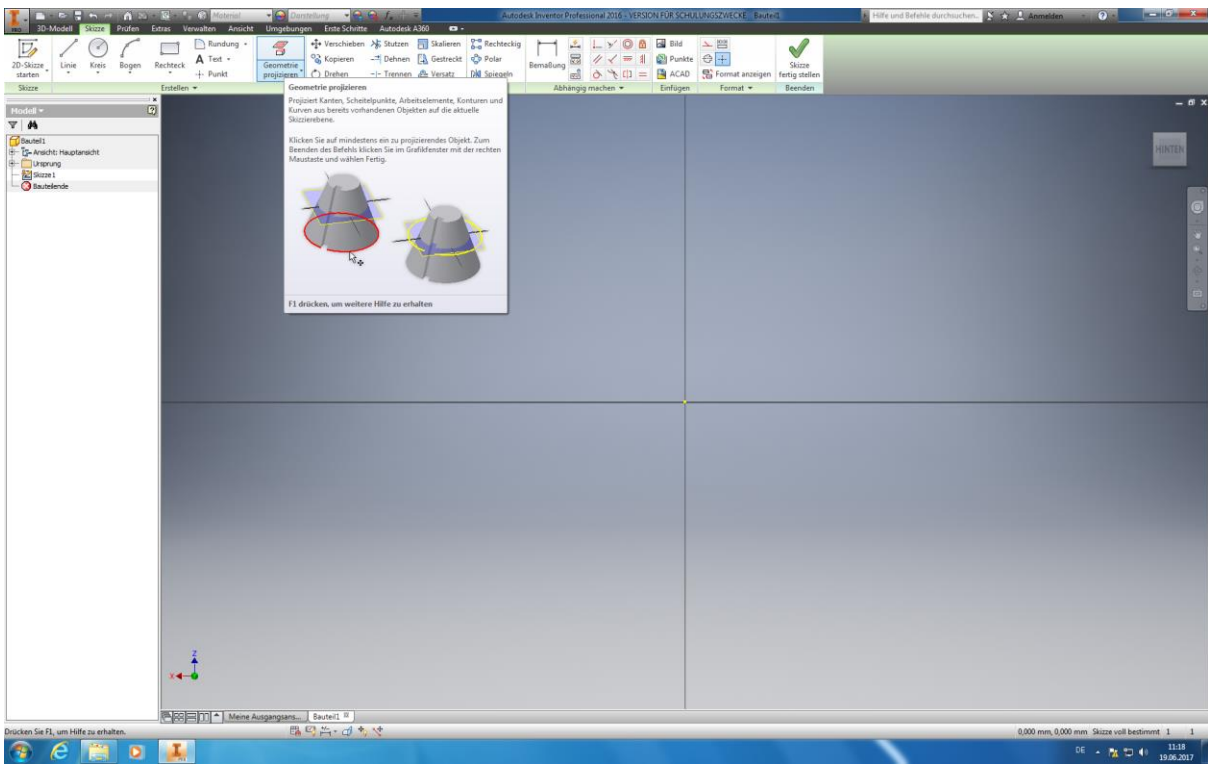 PRO
Material
Darstellung
Autodesk Inventor Professional 2016 - VERSION FÜR SCHULUNGSZWECKE Bauteil1
Hilfe und Befehle durchsuchen...
Anmelden
3D-Modell Skizze Prüfen Extras Verwalten Ansicht Umgebungen Erste Schritte Autodesk A360
2D-Skizze starten
Linie
Kreis
Bogen
Rechteck
Rundung
Text
Punkt
Geometrie projizieren
Verschieben
Kopieren
Drehen
Stutzen
Dehnen
Trennen
Skalieren
Gestreckt
Versatz
Rechteckig
Polar
Spiegeln
Bemaßung
Bild
Punkte
ACAD
Format anzeigen
Skizze fertig stellen
Skizze
Erstellen
Abhängig machen
Einfügen
Format
Beenden
Geometrie projizieren
Projiziert Kanten, Scheitelpunkte, Arbeitselemente, Konturen und
Kurven aus bereits vorhandenen Objekten auf die aktuelle
Skizzierebene.
Klicken Sie auf mindestens ein zu projizierendes Objekt. Zum
Beenden des Befehls klicken Sie im Grafikfenster mit der rechten
Maustaste und wählen Fertig.
F1 drücken, um weitere Hilfe zu erhalten
Modell
Bauteil1
Ansicht: Hauptansicht
Ursprung
Skizze1
Bauteilende
HINTEN
Z
X
Meine Ausgangsans...
Bauteil1
Drücken Sie F1, um Hilfe zu erhalten.
0,000 mm, 0,000 mm Skizze voll bestimmt 1 1
DE
11:18
19.06.2017